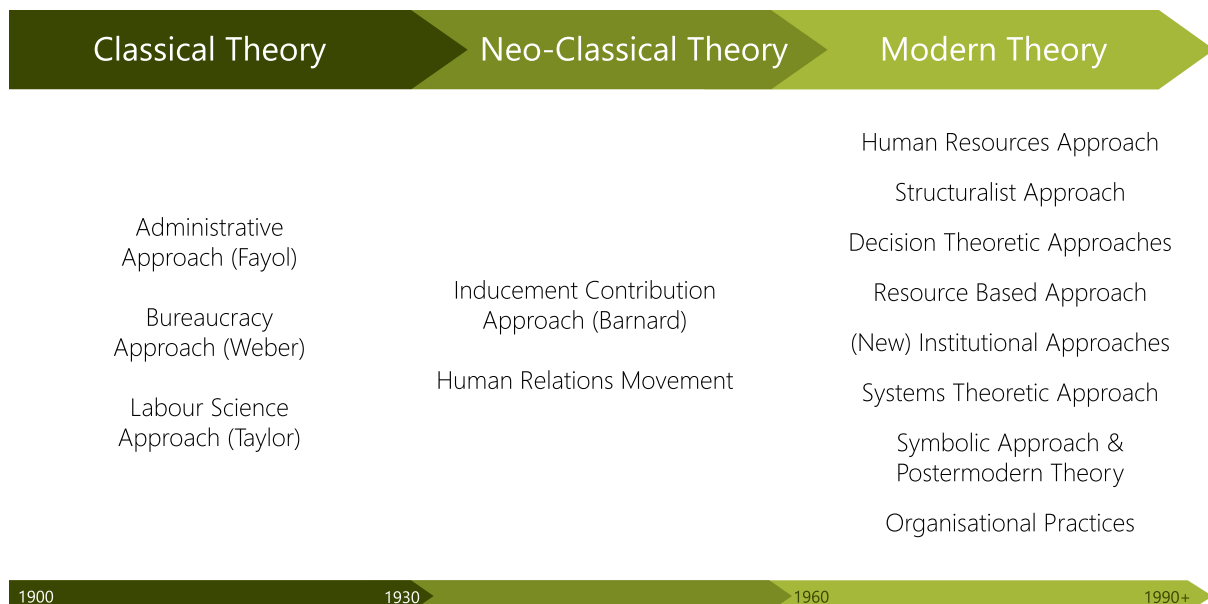 Classical Theory
Neo-Classical Theory
Modern Theory
Administrative
Approach (Fayol)
Bureaucracy
Approach (Weber)
Labour Science
Approach (Taylor)
Inducement Contribution
Approach (Barnard)
Human Relations Movement
Human Resources Approach
Structuralist Approach
Decision Theoretic Approaches
Resource Based Approach
(New) Institutional Approaches
Systems Theoretic Approach
Symbolic Approach &
Postermodern Theory
Organisational Practices
1900
1930
1960
1990+